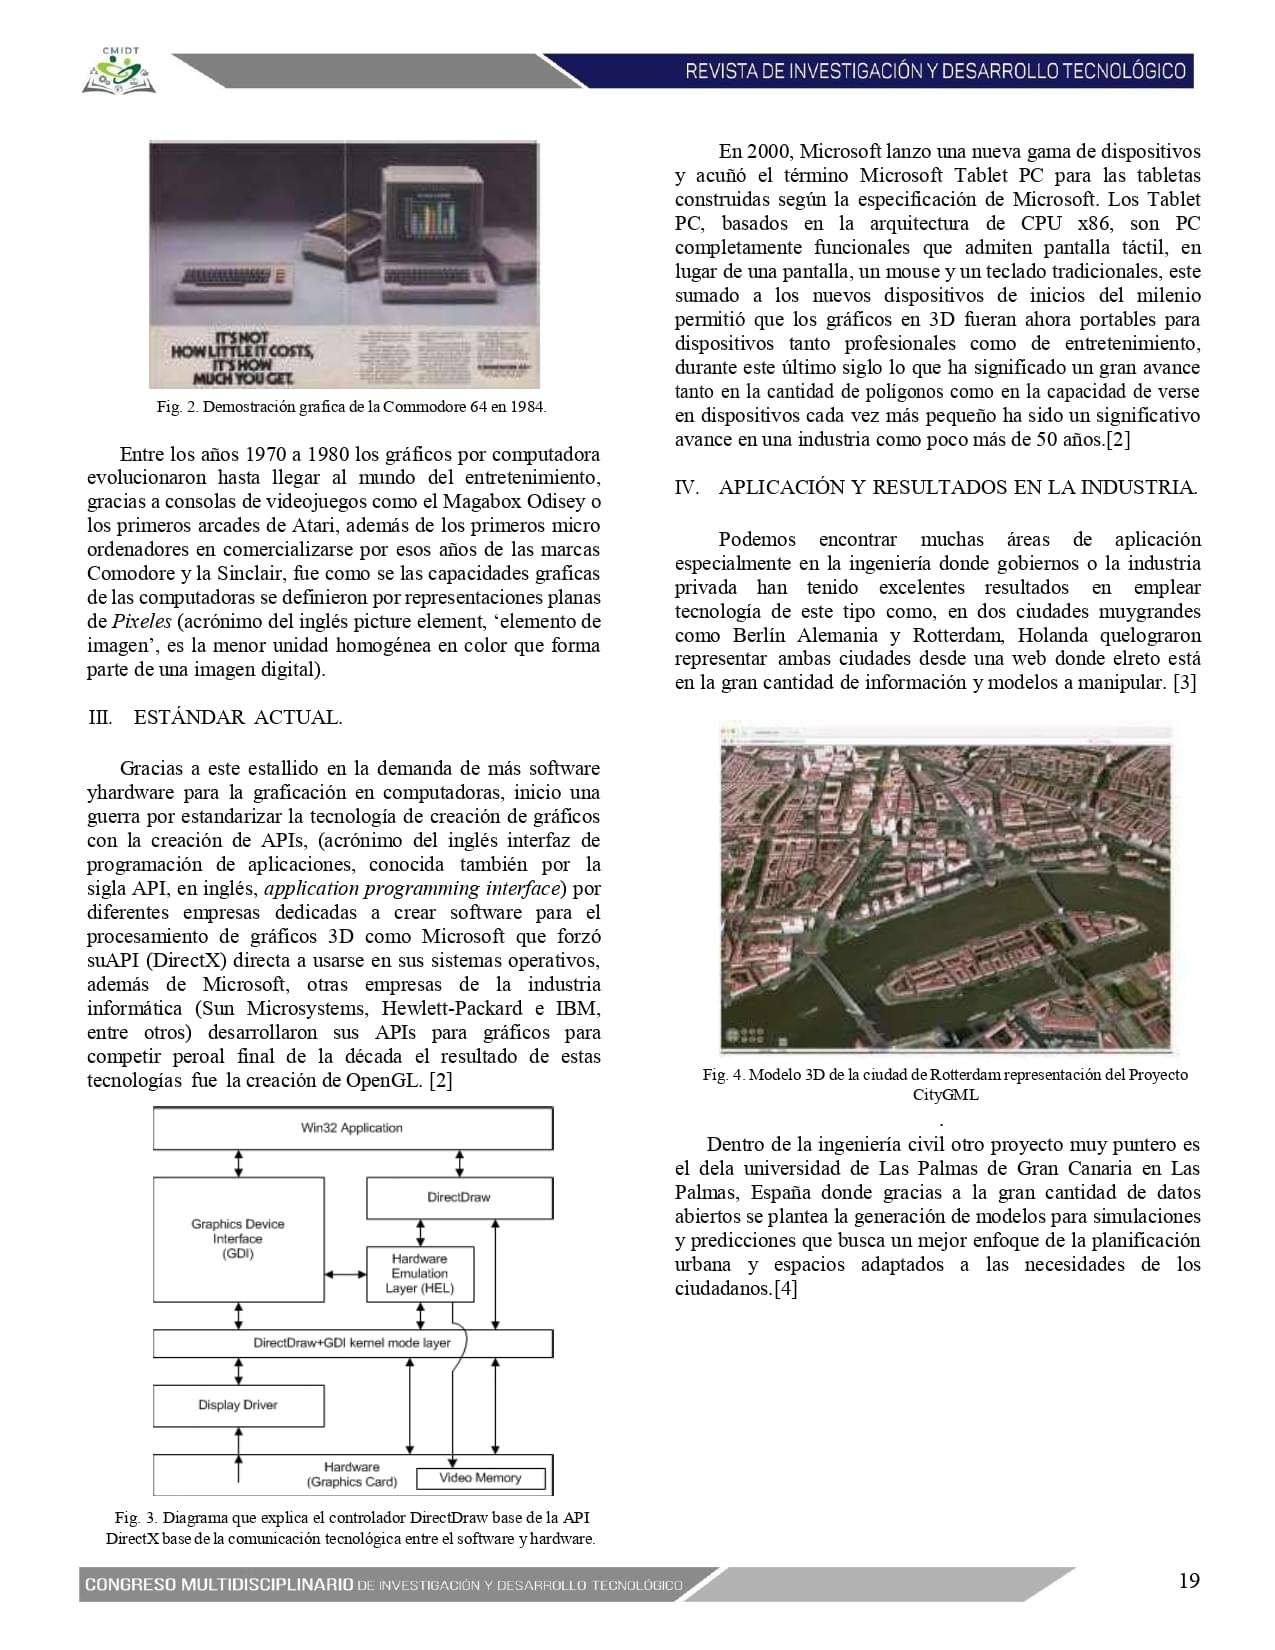 CMIDT
REVISTA DE INVESTIGACIÓN Y DESARROLLO TECNOLÓGICO
IT'S NOT
HOW LITTLE IT COSTS,
IT'S HOW
MUCH YOU GET.
Fig. 2. Demostración grafica de la Commodore 64 en 1984.
Entre los años 1970 a 1980 los gráficos por computadora
evolucionaron hasta llegar al mundo del entretenimiento,
gracias a consolas de videojuegos como el Magabox Odisey o
los primeros arcades de Atari, además de los primeros micro
ordenadores en comercializarse por esos años de las marcas
Comodore y la Sinclair, fue como se las capacidades graficas
de las computadoras se definieron por representaciones planas
de Pixeles (acrónimo del inglés picture element, ‘elemento de
imagen’, es la menor unidad homogénea en color que forma
parte de una imagen digital).
III. ESTÁNDAR ACTUAL.
Gracias a este estallido en la demanda de más software
yhardware para la graficación en computadoras, inicio una
guerra por estandarizar la tecnología de creación de gráficos
con la creación de APIs, (acrónimo del inglés interfaz de
programación de aplicaciones, conocida también por la
sigla API, en inglés, application programming interface) por
diferentes empresas dedicadas a crear software para el
procesamiento de gráficos 3D como Microsoft que forzó
suAPI (DirectX) directa a usarse en sus sistemas operativos,
además de Microsoft, otras empresas de la industria
informática (Sun Microsystems, Hewlett-Packard e IBM,
entre otros) desarrollaron sus APIs para gráficos para
competir peroal final de la década el resultado de estas
tecnologías fue la creación de OpenGL. [2]
Win32 Application
DirectDraw
Graphics Device
Interface
(GDI)
Hardware
Emulation
Layer (HEL)
DirectDraw+GDI kernel mode layer
Display Driver
Hardware
(Graphics Card)
Video Memory
Fig. 3. Diagrama que explica el controlador DirectDraw base de la API
DirectX base de la comunicación tecnológica entre el software y hardware.
En 2000, Microsoft lanzo una nueva gama de dispositivos
y acuñó el término Microsoft Tablet PC para las tabletas
construidas según la especificación de Microsoft. Los Tablet
PC, basados en la arquitectura de CPU x86, son PC
completamente funcionales que admiten pantalla táctil, en
lugar de una pantalla, un mouse y un teclado tradicionales, este
sumado a los nuevos dispositivos de inicios del milenio
permitió que los gráficos en 3D fueran ahora portables para
dispositivos tanto profesionales como de entretenimiento,
durante este último siglo lo que ha significado un gran avance
tanto en la cantidad de polígonos como en la capacidad de verse
en dispositivos cada vez más pequeño ha sido un significativo
avance en una industria como poco más de 50 años.[2]
IV. APLICACIÓN Y RESULTADOS EN LA INDUSTRIA.
Podemos encontrar muchas áreas de aplicación
especialmente en la ingeniería donde gobiernos o la industria
privada han tenido excelentes resultados en emplear
tecnología de este tipo como, en dos ciudades muygrandes
como Berlín Alemania y Rotterdam, Holanda quelograron
representar ambas ciudades desde una web donde elreto está
en la gran cantidad de información y modelos a manipular. [3]
Fig. 4. Modelo 3D de la ciudad de Rotterdam representación del Proyecto
CityGML
.
Dentro de la ingeniería civil otro proyecto muy puntero es
el dela universidad de Las Palmas de Gran Canaria en Las
Palmas, España donde gracias a la gran cantidad de datos
abiertos se plantea la generación de modelos para simulaciones
y predicciones que busca un mejor enfoque de la planificación
urbana y espacios adaptados a las necesidades de los
ciudadanos.[4]
CONGRESO MULTIDISCIPLINARIO DE INVESTIGACIÓN Y DESARROLLO TECNOLÓGICO
19